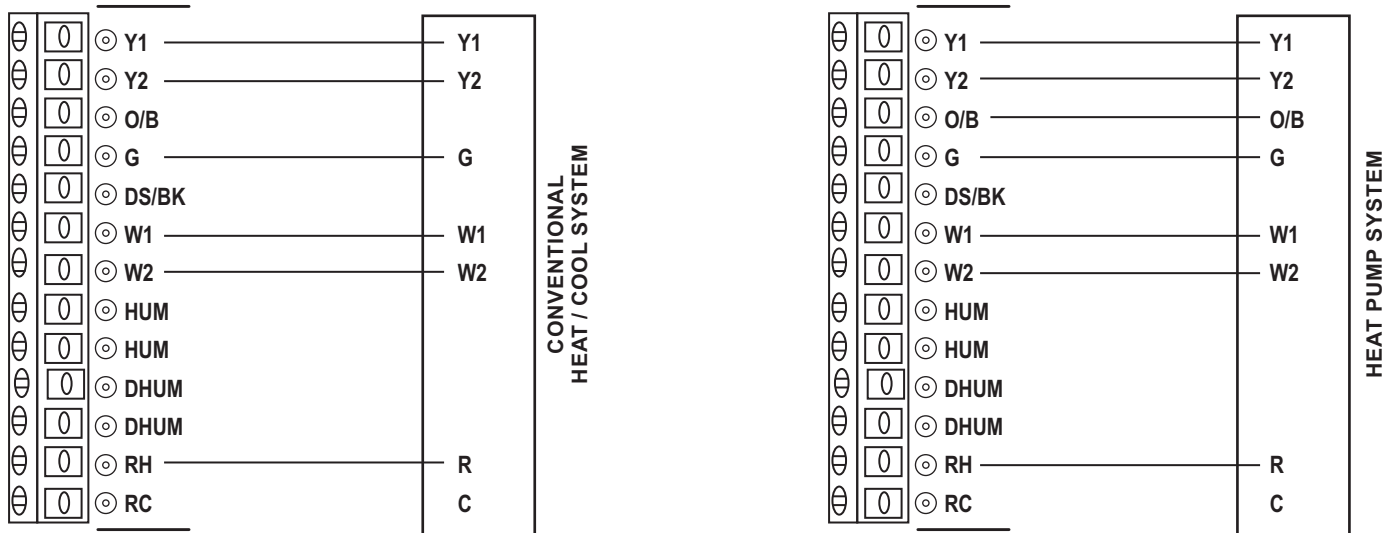 Y1 Y1
Y2 Y2
O/B
G G
DS/BK
W1 W1
W2 W2
HUM
HUM
DHUM
DHUM
RH R
RC C
CONVENTIONAL
HEAT / COOL SYSTEM
Y1 Y1
Y2 Y2
O/B O/B
G G
DS/BK
W1 W1
W2 W2
HUM
HUM
DHUM
DHUM
RH R
RC C
HEAT PUMP SYSTEM